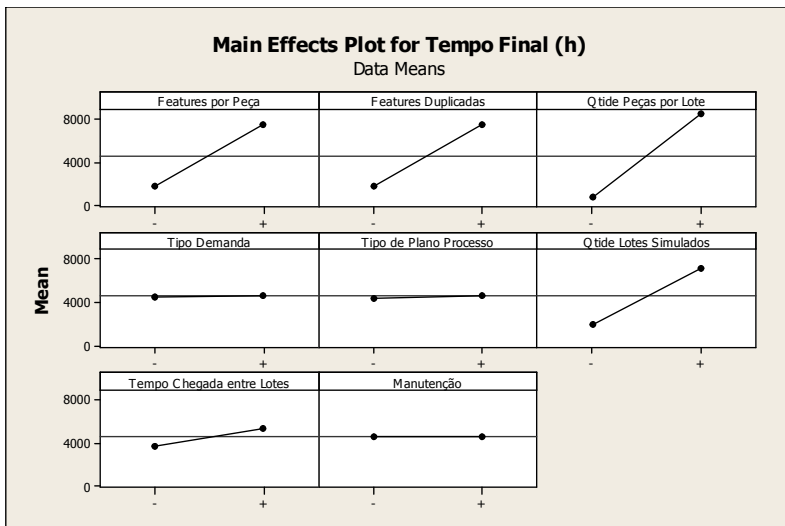 Main Effects Plot for Tempo Final (h)
Data Means
Features por Peça Features Duplicadas Qtide Peças por Lote
8000
4000
0
- + - + - +
Tipo Demanda Tipo de Plano Processo Qtide Lotes Simulados
8000
4000
0
- + - + - +
Tempo Chegada entre Lotes Manutenção
8000
4000
0
- + - +
Mean